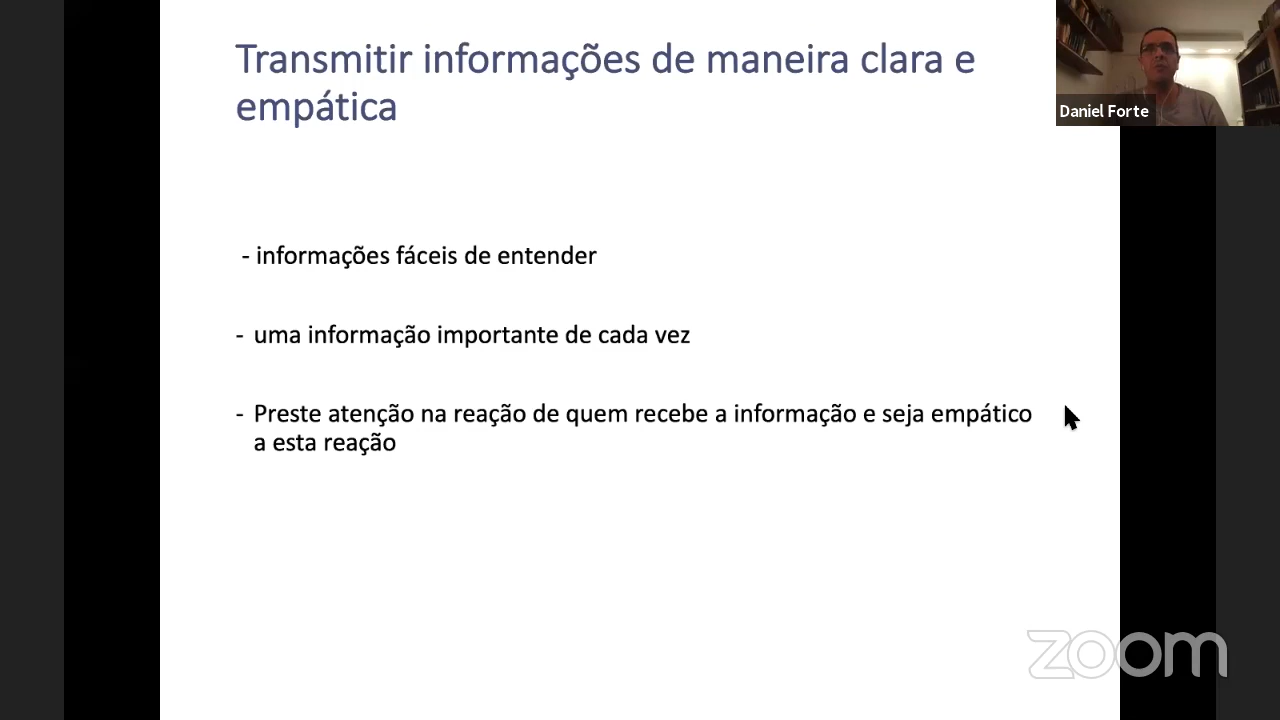 Transmitir informações de maneira clara e
empática
Daniel Forte
- informações fáceis de entender
- uma informação importante de cada vez
- Preste atenção na reação de quem recebe a informação e seja empático
a esta reação
zoom